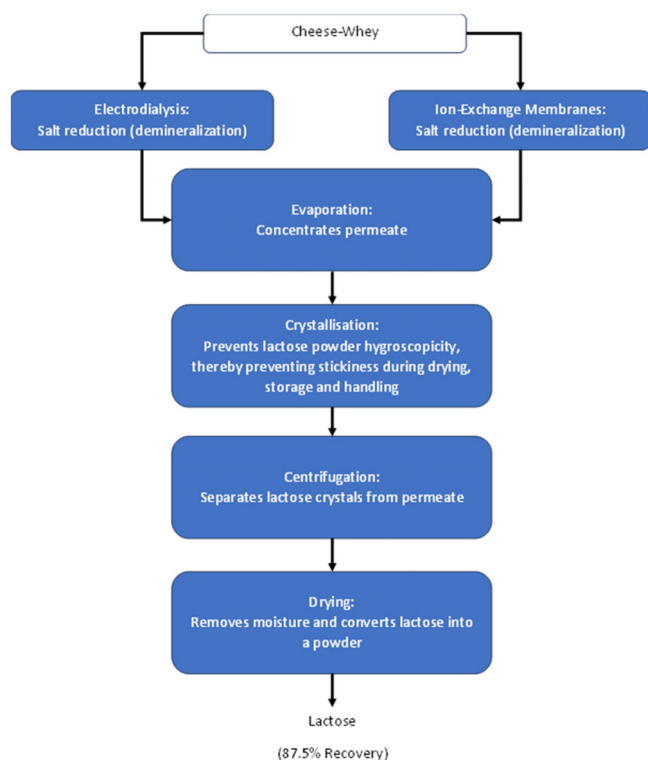 Cheese-Whey
Electrodialysis:
Salt reduction (demineralization)
Ion-Exchange Membranes:
Salt reduction (demineralization)
Evaporation:
Concentrates permeate
Crystallisation:
Prevents lactose powder hygroscopicity,
thereby preventing stickiness during drying,
storage and handling
Centrifugation:
Separates lactose crystals from permeate
Drying:
Removes moisture and converts lactose into
a powder
Lactose
(87.5% Recovery)